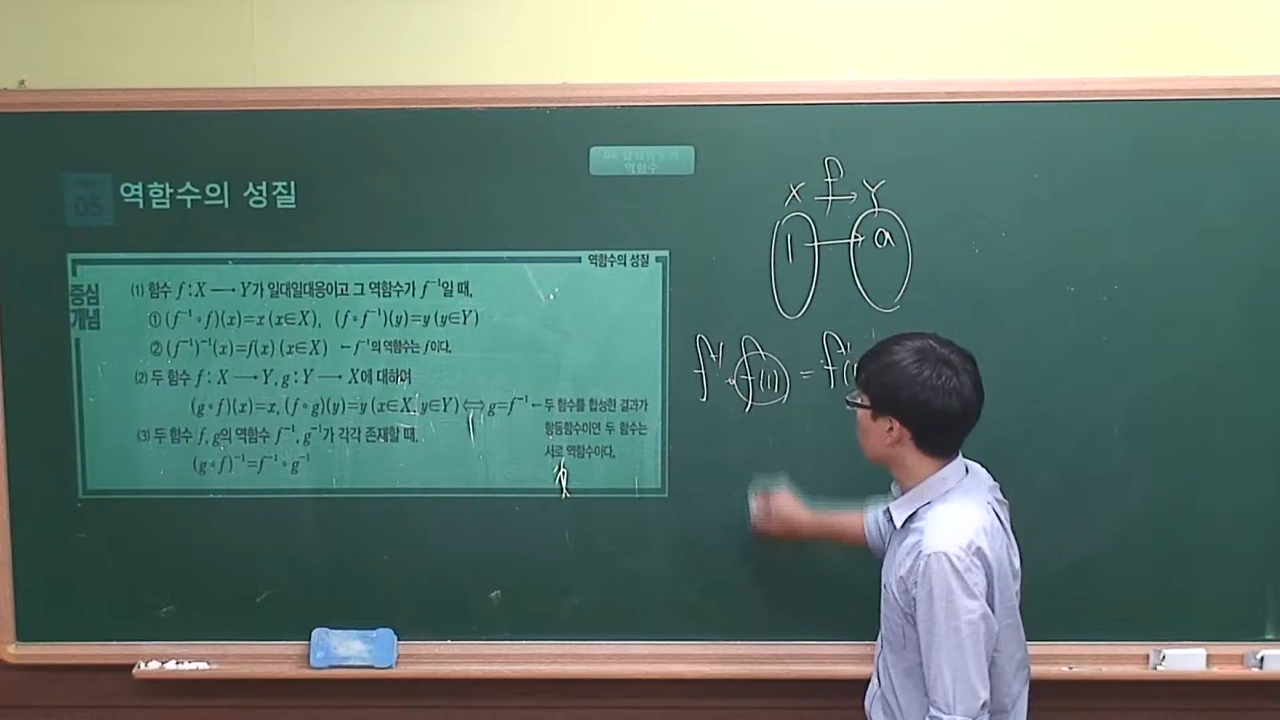 05 역함수의 성질
역함수의 성질
중심
개념
(1) 함수 f : X → Y가 일대일대응이고 그 역함수가 f⁻¹일 때,
① (f⁻¹∘f)(x)=x (x∈X), (f∘f⁻¹)(y)=y (y∈Y)
② (f⁻¹)⁻¹(x)=f(x) (x∈X) ←f⁻¹의 역함수는 f이다.
(2) 두 함수 f : X → Y, g : Y → X에 대하여
(g∘f)(x)=x, (f∘g)(y)=y (x∈X, y∈Y) ⟺ g=f⁻¹ ← 두 함수를 합성한 결과가
항등함수이면 두 함수는
서로 역함수이다.
(3) 두 함수 f, g의 역함수 f⁻¹, g⁻¹가 각각 존재할 때,
(g∘f)⁻¹=f⁻¹∘g⁻¹
역함수
f
X → Y
1 → a
f⁻¹∘f(1) = f⁻¹(